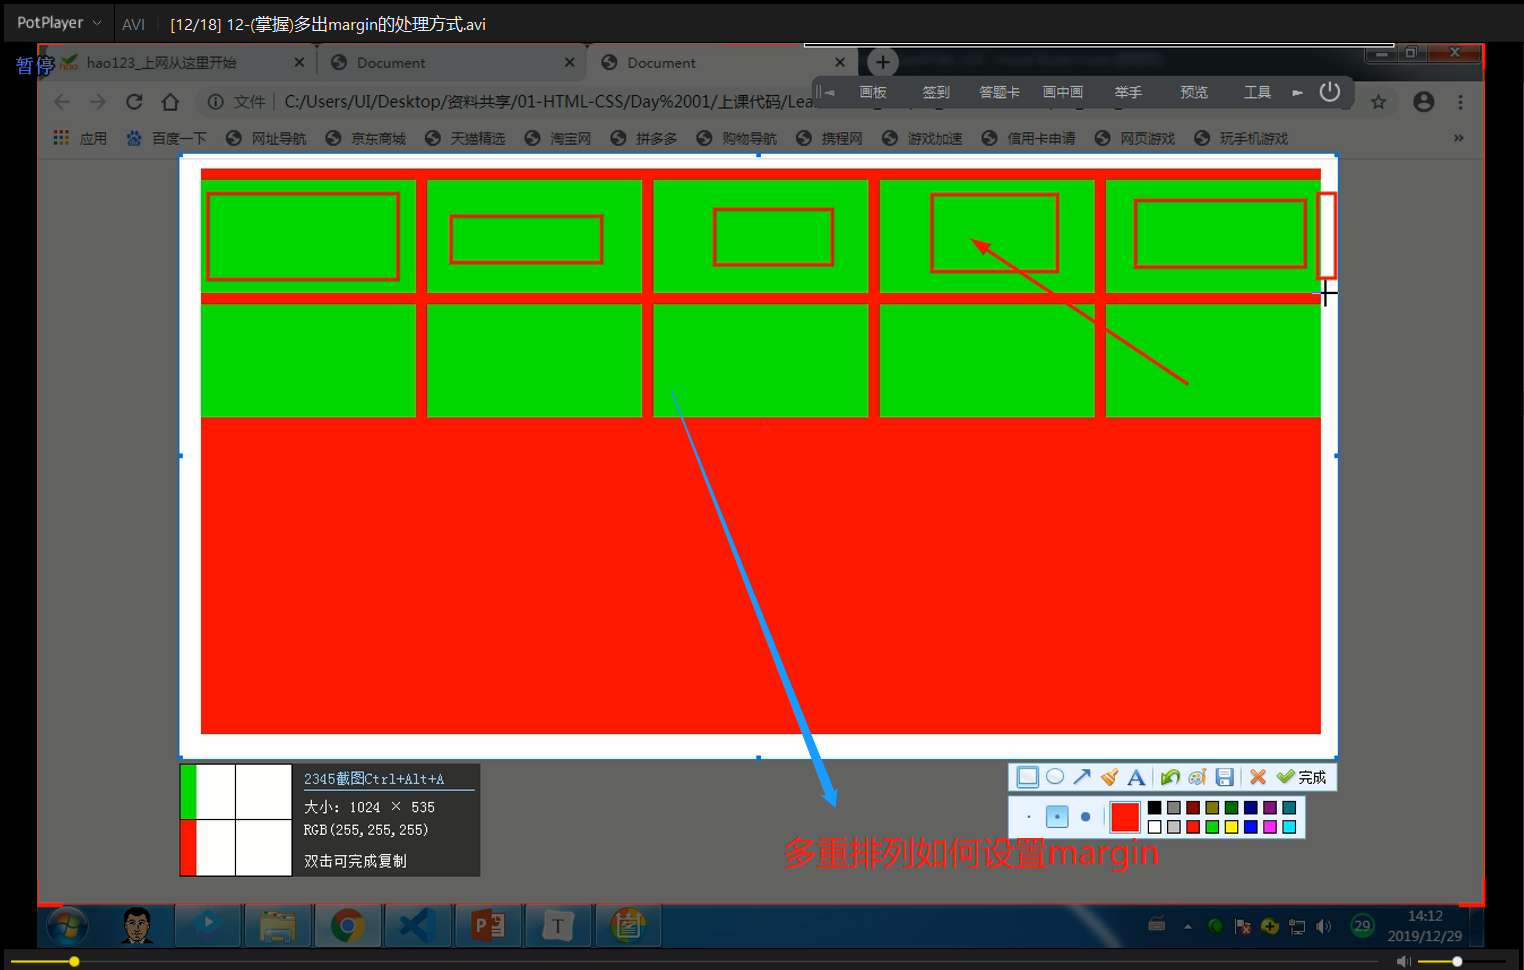 PotPlayer
AVI
[12/18] 12-(掌握)多出margin的处理方式.avi
暂停
hao
hao123_上网从这里开始
Document
Document
文件
C:/Users/UI/Desktop/资料共享/01-HTML-CSS/Day%2001/上课代码/Lea
画板
签到
答题卡
画中画
举手
预览
工具
应用
百度一下
网址导航
京东商城
天猫精选
淘宝网
拼多多
购物导航
携程网
游戏加速
信用卡申请
网页游戏
玩手机游戏
»
2345截图Ctrl+Alt+A
大小: 1024 × 535
RGB(255,255,255)
双击可完成复制
A
完成
多重排列如何设置margin
P
T
29
14:12
2019/12/29